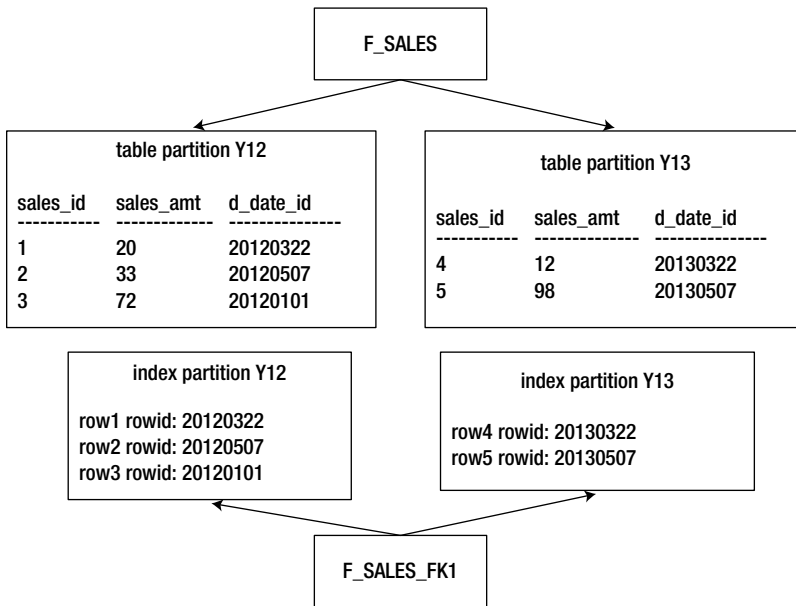 F_SALES
table partition Y12
sales_id sales_amt d_date_id
----------- ------------- ---------------
1 20 20120322
2 33 20120507
3 72 20120101
table partition Y13
sales_id sales_amt d_date_id
----------- -------------- ---------------
4 12 20130322
5 98 20130507
index partition Y12
row1 rowid: 20120322
row2 rowid: 20120507
row3 rowid: 20120101
index partition Y13
row4 rowid: 20130322
row5 rowid: 20130507
F_SALES_FK1